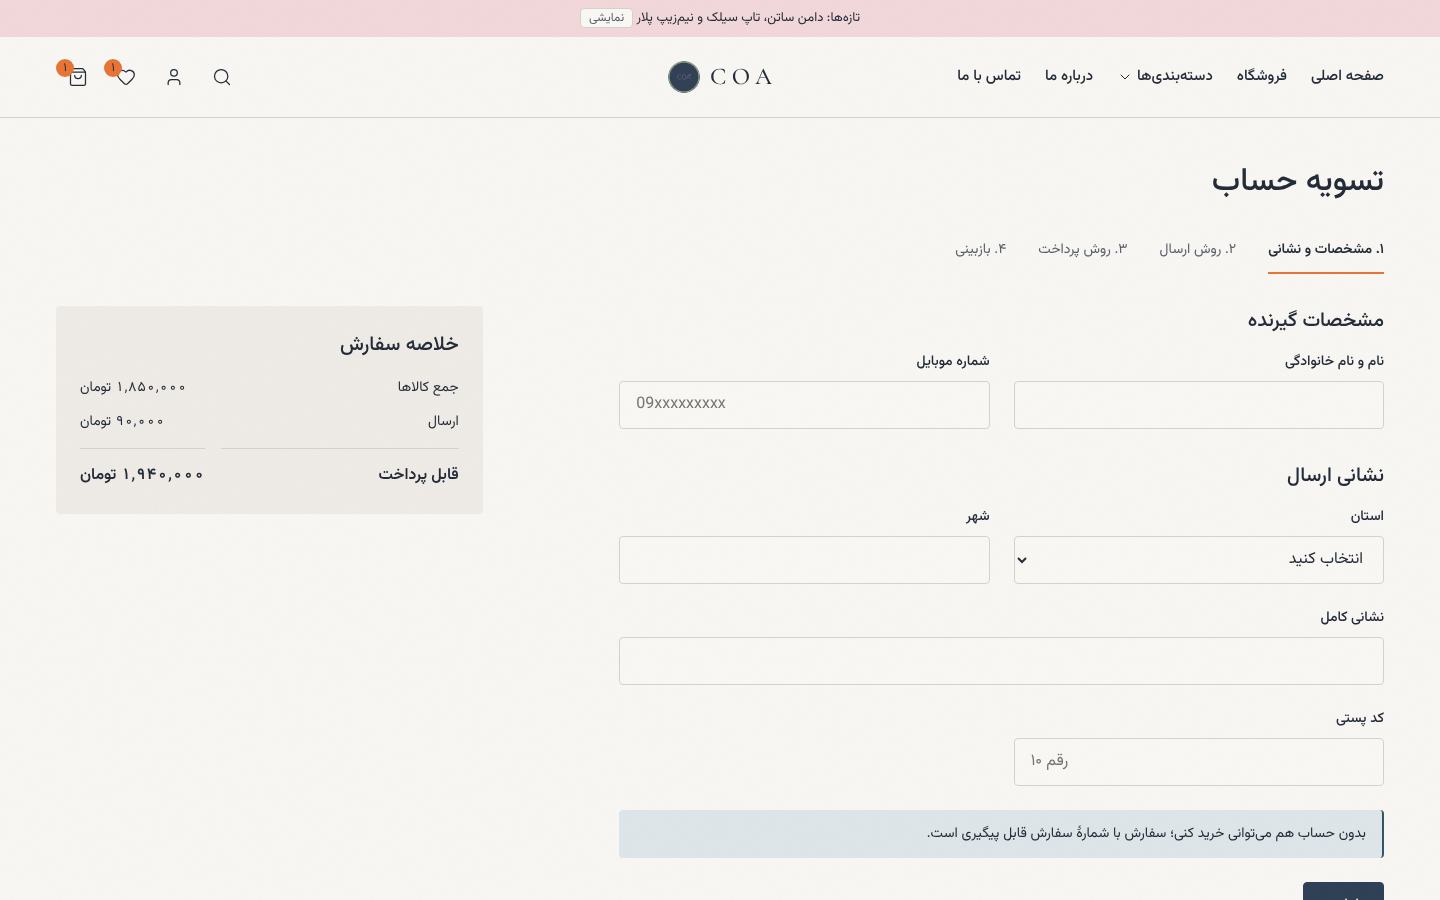 تازه‌ها: دامن ساتن، تاپ سیلک و نیم‌زیپ پلار نمایشی
صفحه اصلی
فروشگاه
دسته‌بندی‌ها
درباره ما
تماس با ما
COA
۱
۱
تسویه حساب
۱. مشخصات و نشانی
۲. روش ارسال
۳. روش پرداخت
۴. بازبینی
مشخصات گیرنده
نام و نام خانوادگی
شماره موبایل
09xxxxxxxxx
نشانی ارسال
استان
شهر
انتخاب کنید
نشانی کامل
کد پستی
۱۰ رقم
بدون حساب هم می‌توانی خرید کنی؛ سفارش با شمارهٔ سفارش قابل پیگیری است.
خلاصه سفارش
جمع کالاها
۱,۸۵۰,۰۰۰ تومان
ارسال
۹۰,۰۰۰ تومان
قابل پرداخت
۱,۹۴۰,۰۰۰ تومان